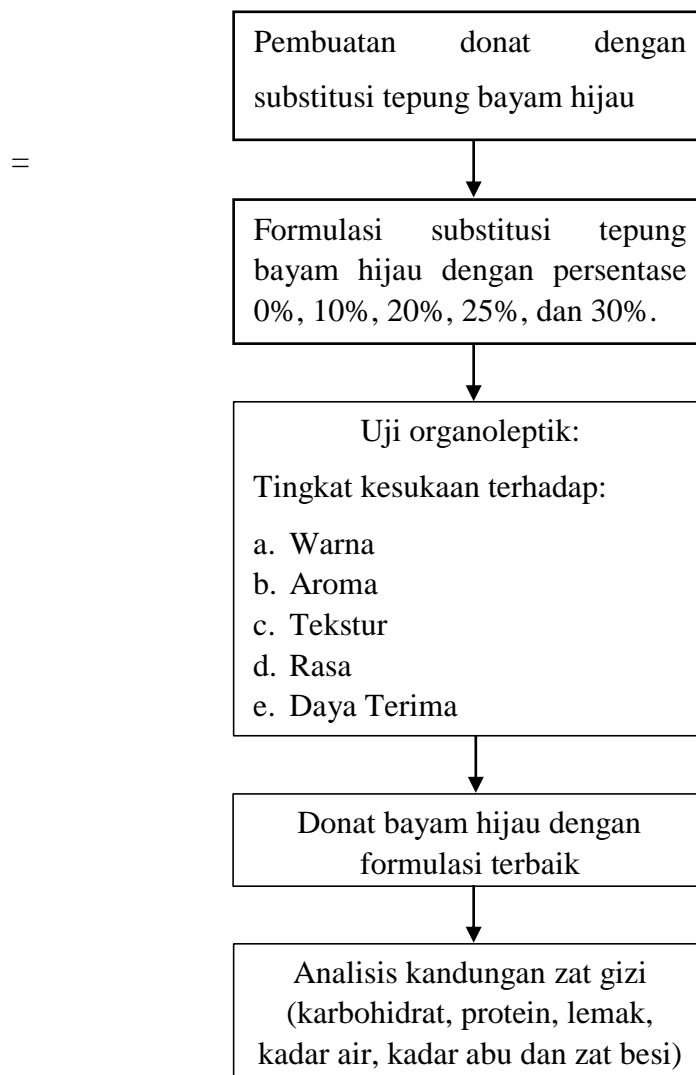 Pembuatan donat dengan
substitusi tepung bayam hijau
=
Formulasi substitusi tepung
bayam hijau dengan persentase
0%, 10%, 20%, 25%, dan 30%.
Uji organoleptik:
Tingkat kesukaan terhadap:
a. Warna
b. Aroma
c. Tekstur
d. Rasa
e. Daya Terima
Donat bayam hijau dengan
formulasi terbaik
Analisis kandungan zat gizi
(karbohidrat, protein, lemak,
kadar air, kadar abu dan zat besi)